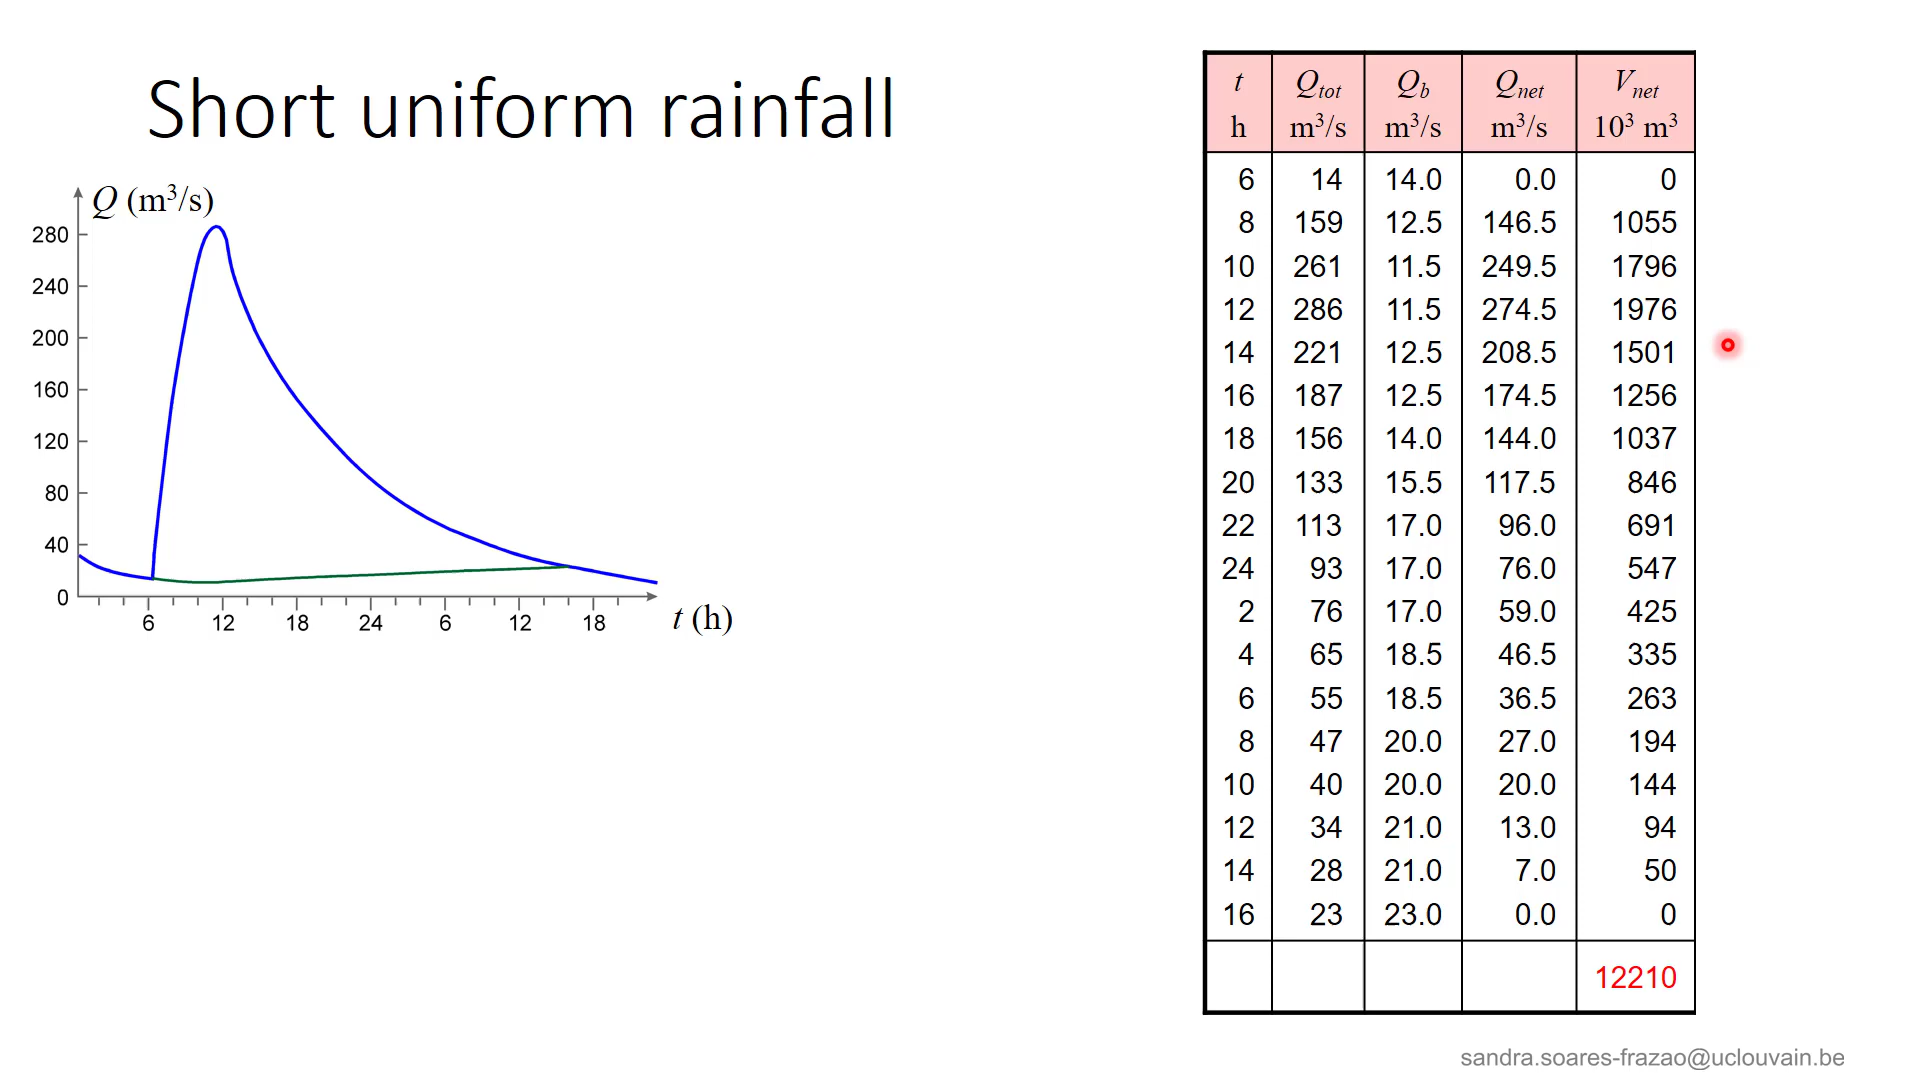 Short uniform rainfall
Q (m³/s)
280
240
200
160
120
80
40
0
6 12 18 24 6 12 18
t (h)
t Q_tot Q_b Q_net V_net
h m³/s m³/s m³/s 10³ m³
6 14 14.0 0.0 0
8 159 12.5 146.5 1055
10 261 11.5 249.5 1796
12 286 11.5 274.5 1976
14 221 12.5 208.5 1501
16 187 12.5 174.5 1256
18 156 14.0 144.0 1037
20 133 15.5 117.5 846
22 113 17.0 96.0 691
24 93 17.0 76.0 547
2 76 17.0 59.0 425
4 65 18.5 46.5 335
6 55 18.5 36.5 263
8 47 20.0 27.0 194
10 40 20.0 20.0 144
12 34 21.0 13.0 94
14 28 21.0 7.0 50
16 23 23.0 0.0 0
12210
sandra.soares-frazao@uclouvain.be